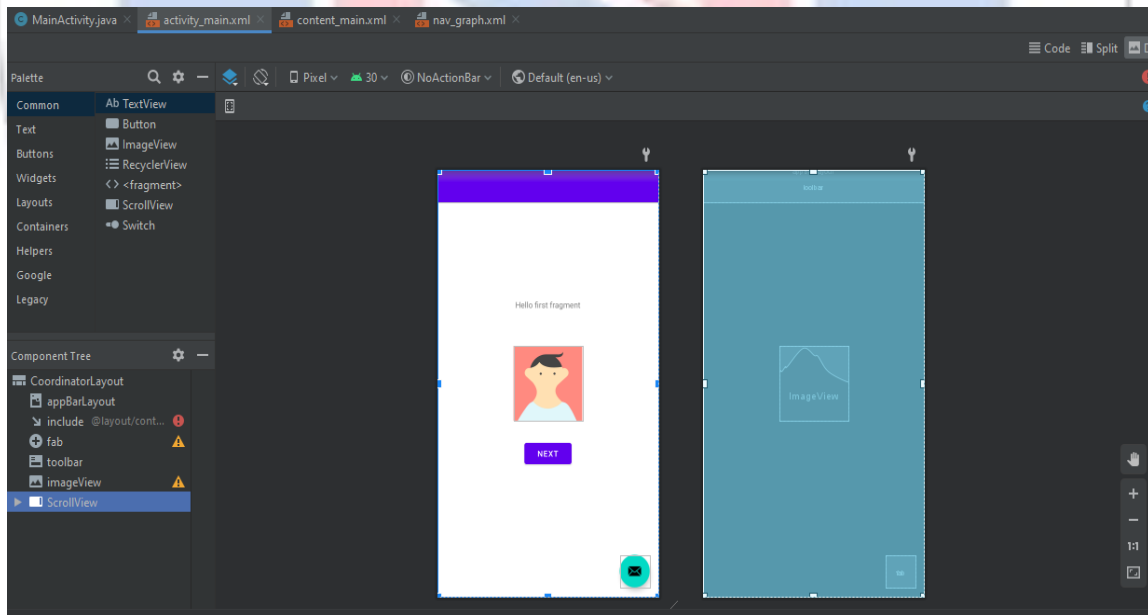 MainActivity.java activity_main.xml content_main.xml nav_graph.xml
Code Split
Palette Pixel 30 NoActionBar Default (en-us)
Common Ab TextView
Text Button
Buttons ImageView
Widgets RecyclerView
Layouts <> <fragment>
Containers ScrollView
Helpers Switch
Google
Legacy
toolbar
Hello first fragment
ImageView
NEXT
Component Tree
CoordinatorLayout
appBarLayout
include @layout/cont...
fab
toolbar
imageView
ScrollView
1:1